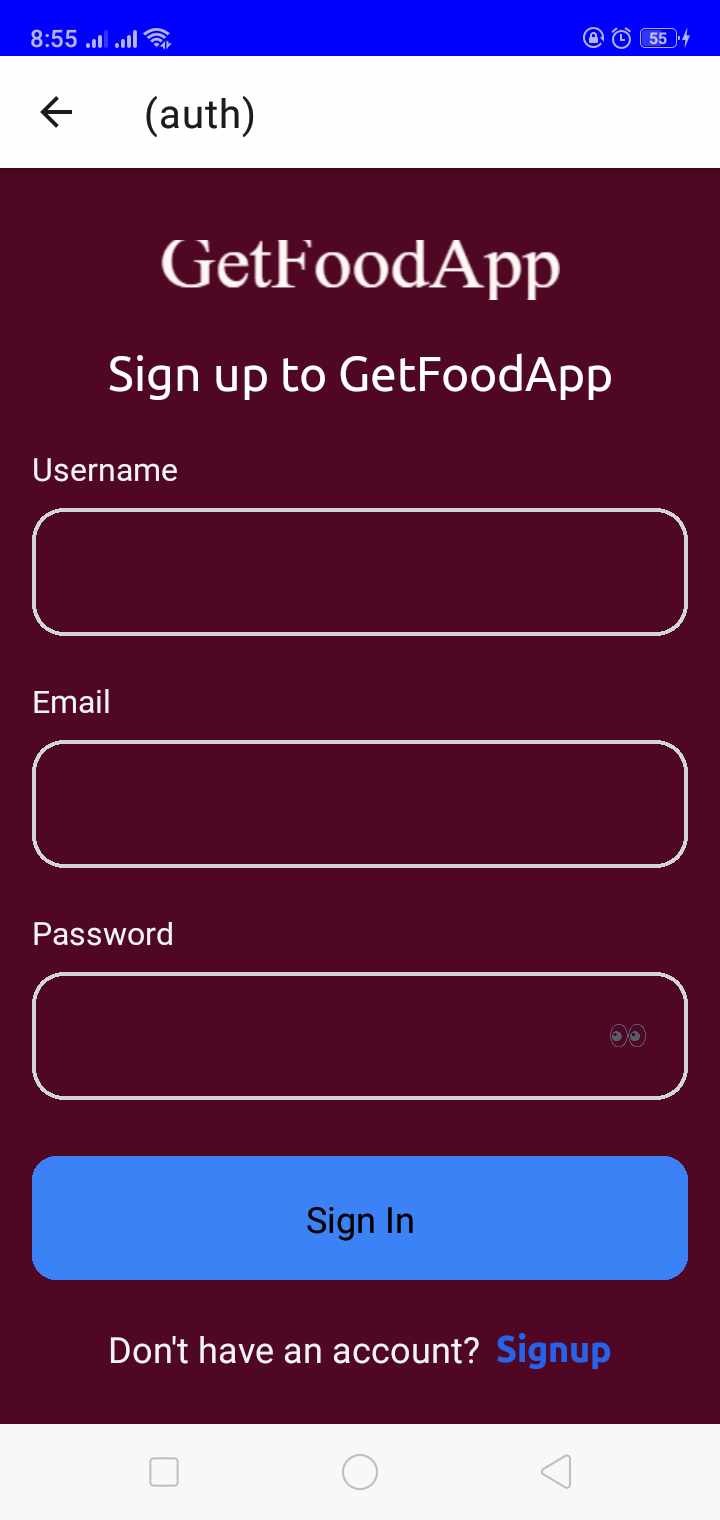 8:55
55
(auth)
GetFoodApp
Sign up to GetFoodApp
Username
Email
Password
Sign In
Don't have an account? Signup